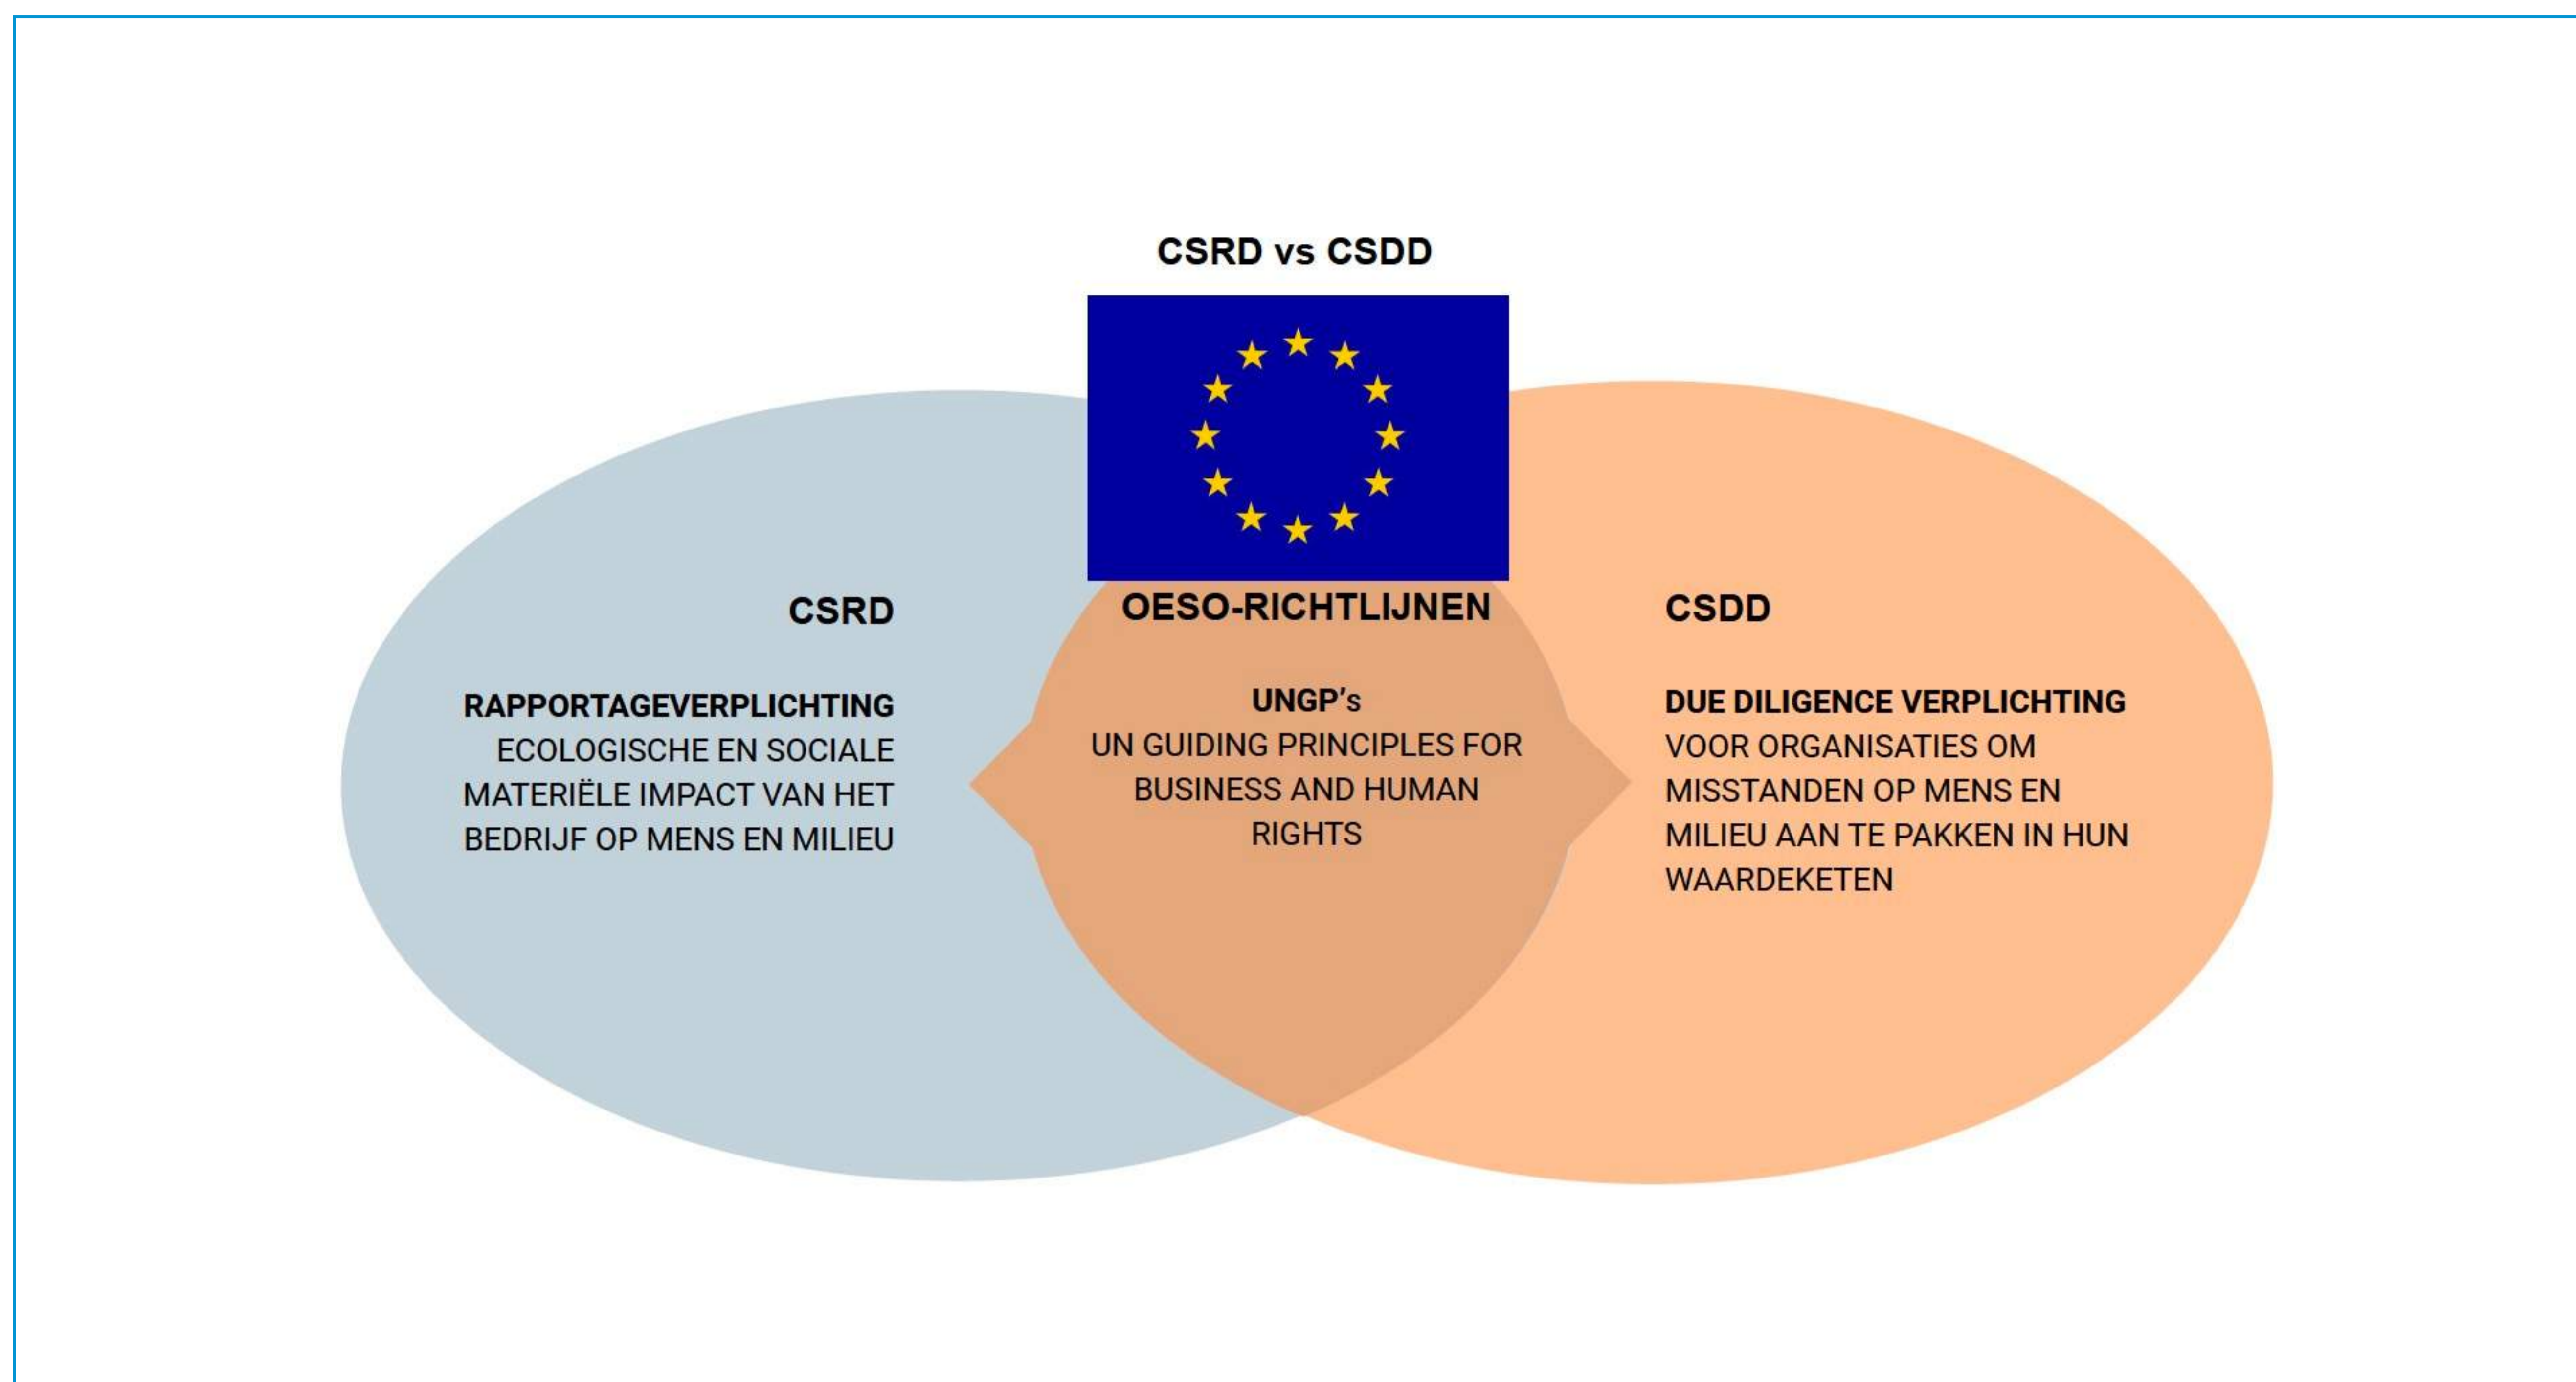 CSRD vs CSDD
CSRD
RAPPORTAGEVERPLICHTING
ECOLOGISCHE EN SOCIALE
MATERIËLE IMPACT VAN HET
BEDRIJF OP MENS EN MILIEU
OESO-RICHTLIJNEN
UNGP's
UN GUIDING PRINCIPLES FOR
BUSINESS AND HUMAN
RIGHTS
CSDD
DUE DILIGENCE VERPLICHTING
VOOR ORGANISATIES OM
MISSTANDEN OP MENS EN
MILIEU AAN TE PAKKEN IN HUN
WAARDEKETEN